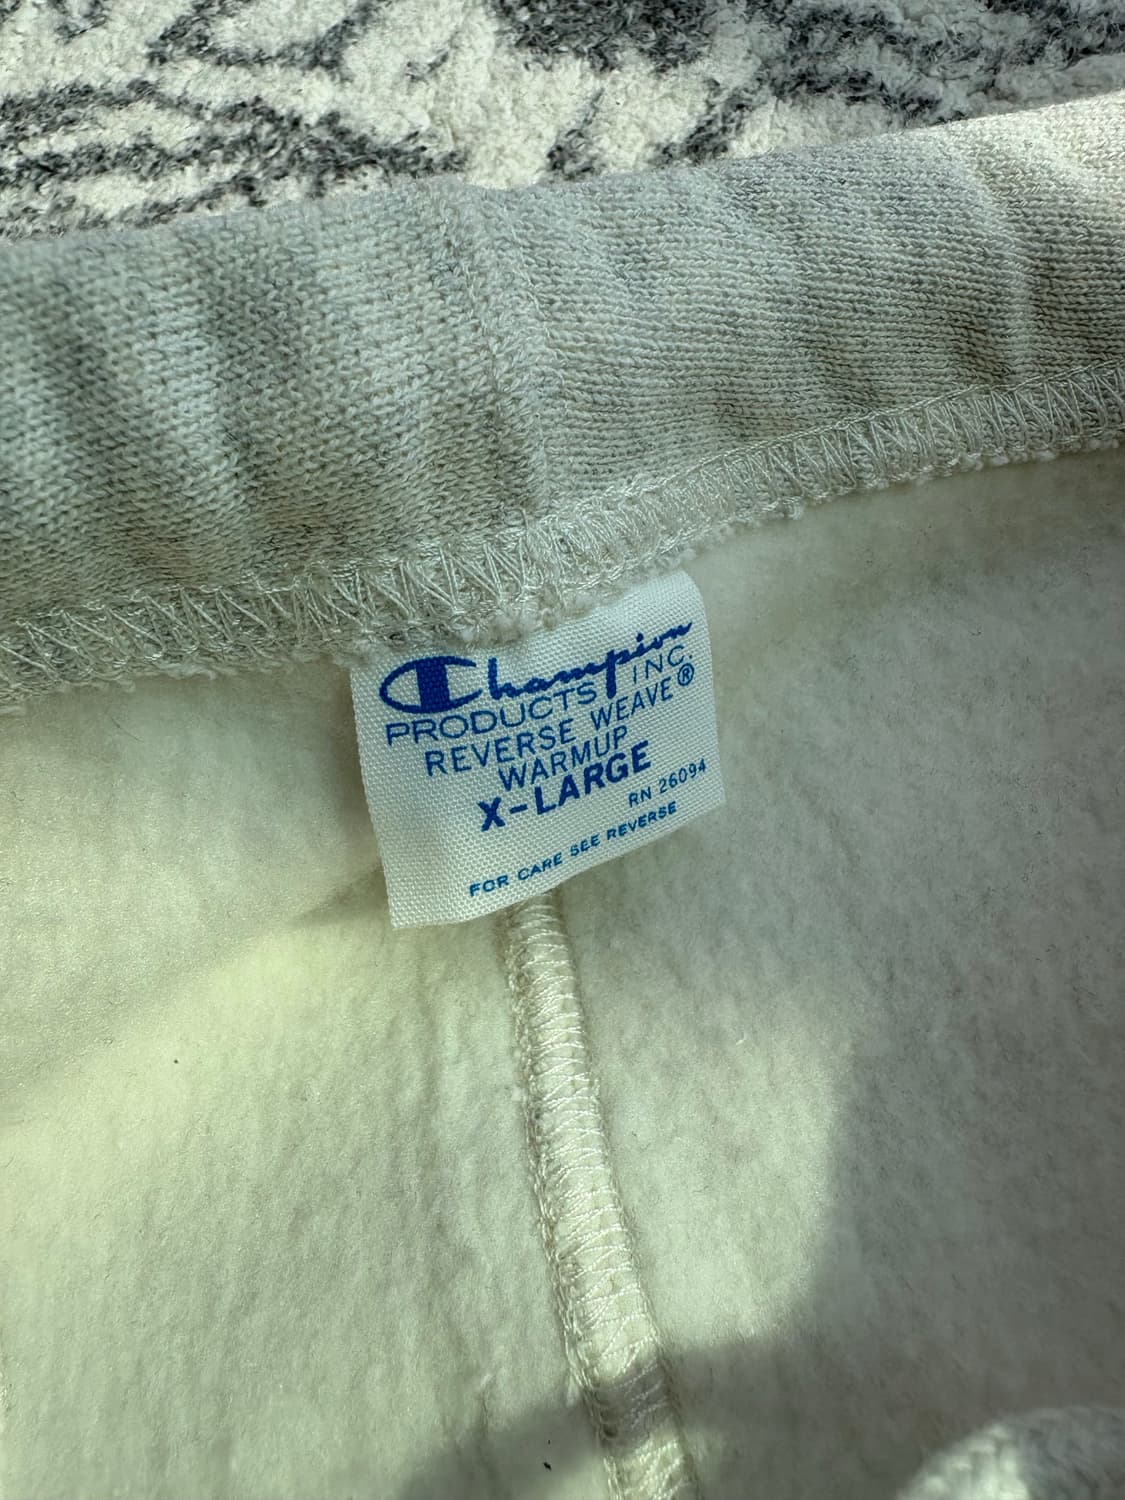 Champion
PRODUCTS INC.
REVERSE WEAVE®
WARMUP
X-LARGE
RN 26094
FOR CARE SEE REVERSE